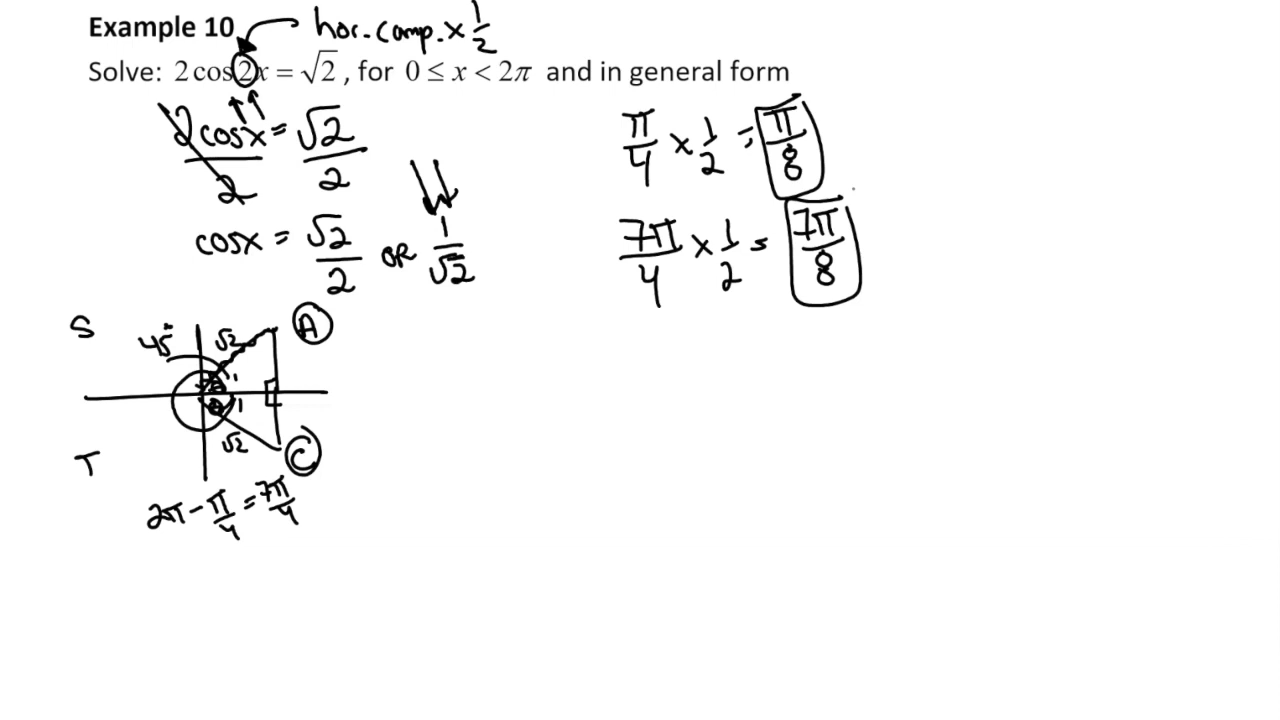 Example 10 hor. comp. × 1/2
Solve: 2cos2x = √2, for 0 ≤ x < 2π and in general form
2cosx/2 = √2/2
cosx = √2/2 OR 1/√2
π/4 × 1/2 = π/8
7π/4 × 1/2 = 7π/8
S 45° √2 A
1
1
T √2 C
2π - π/4 = 7π/4